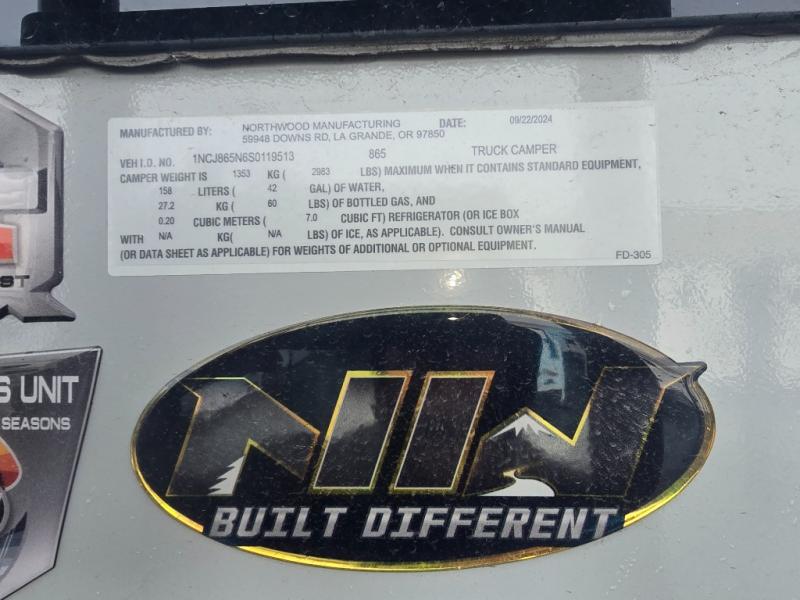 MANUFACTURED BY: NORTHWOOD MANUFACTURING DATE: 09/22/2024
59948 DOWNS RD, LA GRANDE, OR 97850
VEH I.D. NO. 1NCJ865N6S0119513 865 TRUCK CAMPER
CAMPER WEIGHT IS 1353 KG ( 2983 LBS) MAXIMUM WHEN IT CONTAINS STANDARD EQUIPMENT,
158 LITERS ( 42 GAL) OF WATER,
27.2 KG ( 60 LBS) OF BOTTLED GAS, AND
0.20 CUBIC METERS ( 7.0 CUBIC FT) REFRIGERATOR (OR ICE BOX
WITH N/A KG( N/A LBS) OF ICE, AS APPLICABLE). CONSULT OWNER'S MANUAL
(OR DATA SHEET AS APPLICABLE) FOR WEIGHTS OF ADDITIONAL OR OPTIONAL EQUIPMENT. FD-305
UNIT
SEASONS
NW
BUILT DIFFERENT